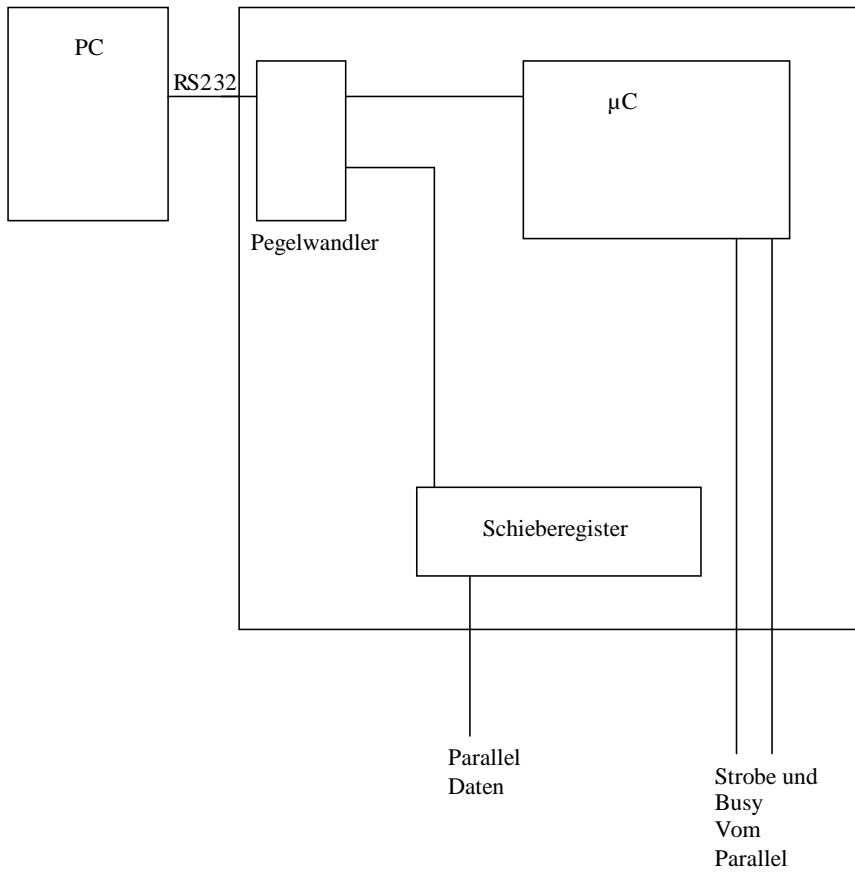 PC
RS232
µC
Pegelwandler
Schieberegister
Parallel
Daten
Strobe und
Busy
Vom
Parallel